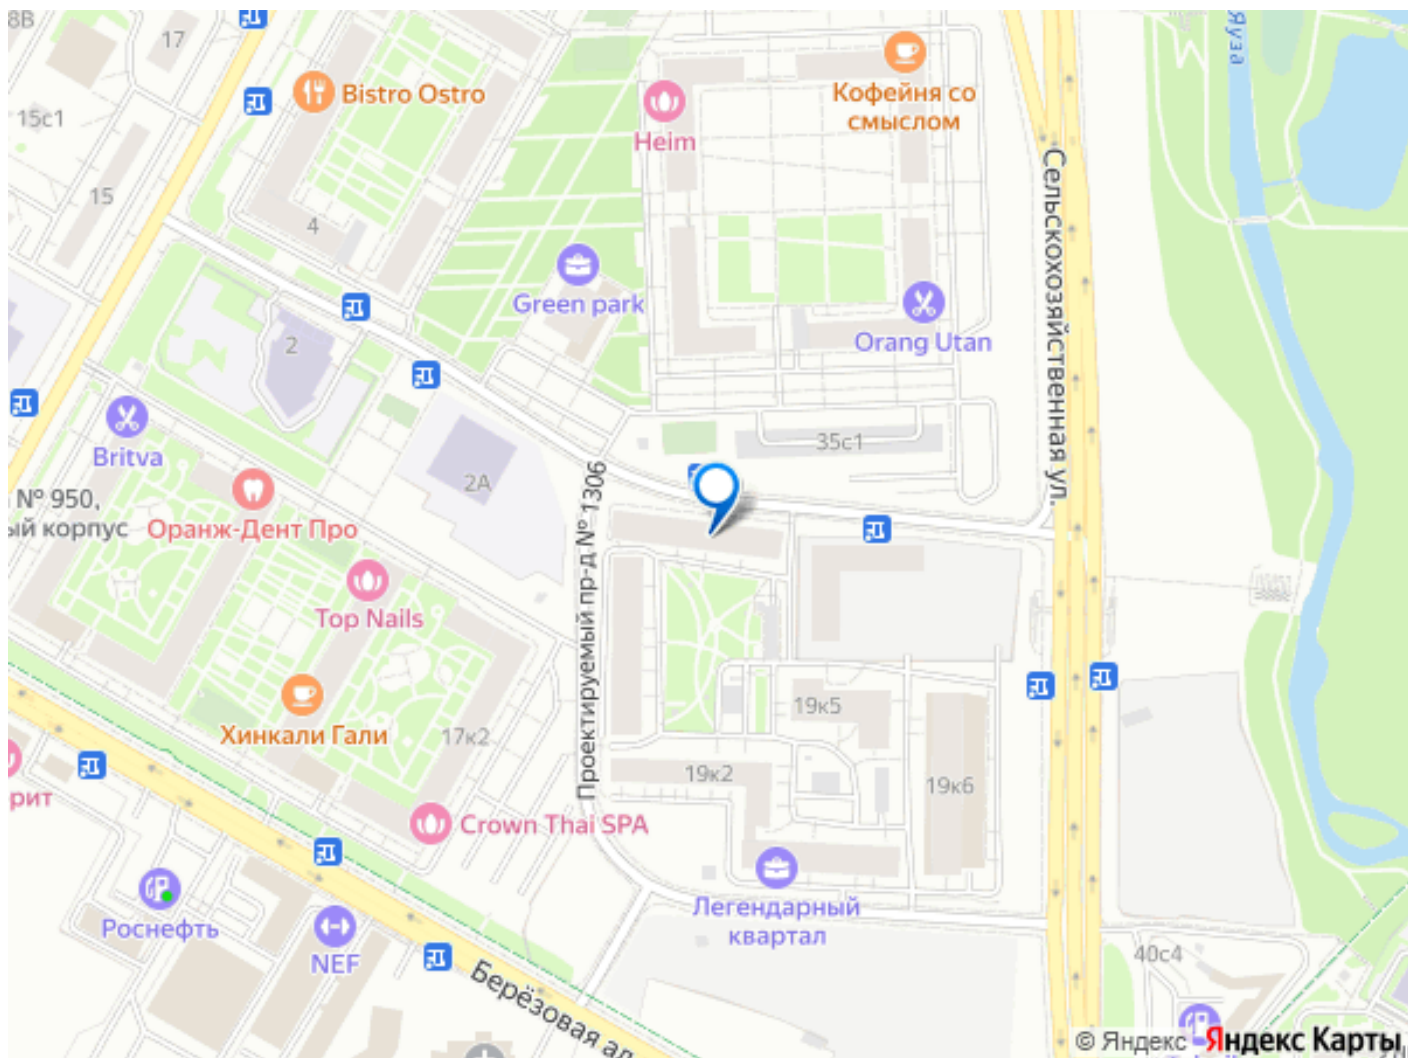 8В
17
Яуза
Bistro Ostro
Кофейня со
смыслом
15с1
Heim
15
Сельскохозяйственная ул.
4
Green park
2
Orang Utan
Britva
35с1
№ 950,
ый корпус
2А
Оранж-Дент Про
Проектируемый пр-д № 1306
Top Nails
19к5
Хинкали Гали
17к2
19к2
19к6
рит
Crown Thai SPA
Легендарный
квартал
Роснефть
NEF
40с4
Берёзовая ал
© Яндекс Яндекс Карты